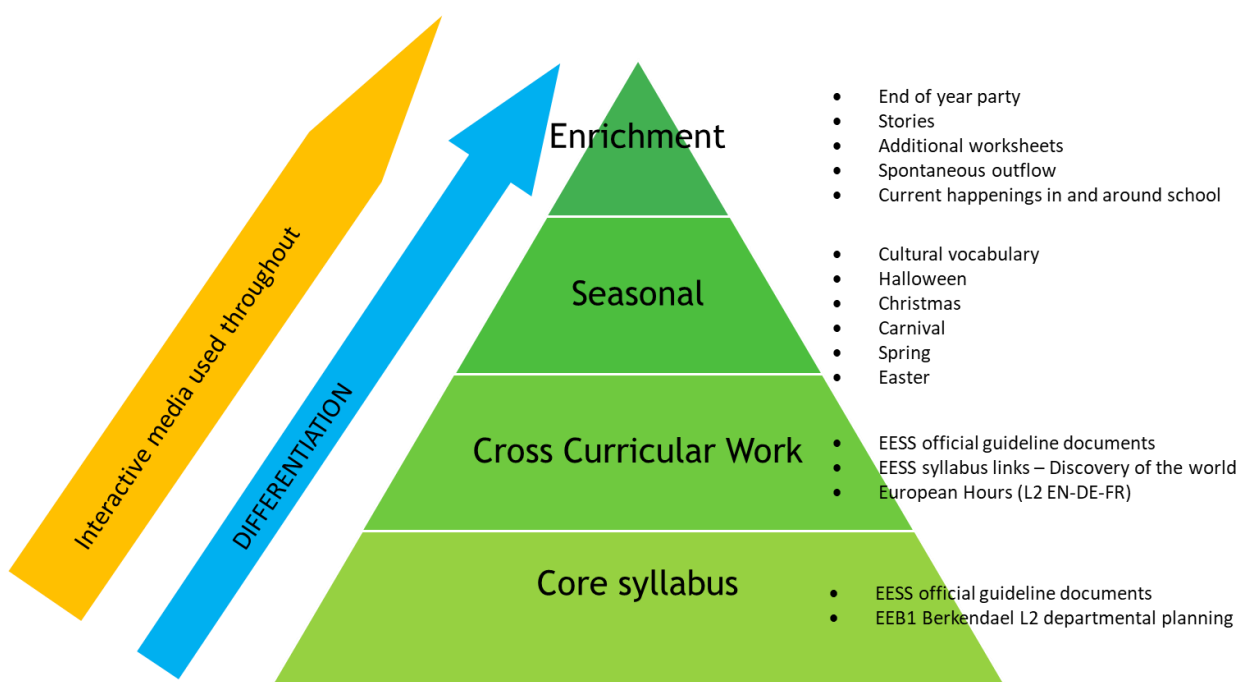 Interactive media used throughout
DIFFERENTIATION
Enrichment
• End of year party
• Stories
• Additional worksheets
• Spontaneous outflow
• Current happenings in and around school
Seasonal
• Cultural vocabulary
• Halloween
• Christmas
• Carnival
• Spring
• Easter
Cross Curricular Work
• EESS official guideline documents
• EESS syllabus links – Discovery of the world
• European Hours (L2 EN-DE-FR)
Core syllabus
• EESS official guideline documents
• EEB1 Berkendael L2 departmental planning